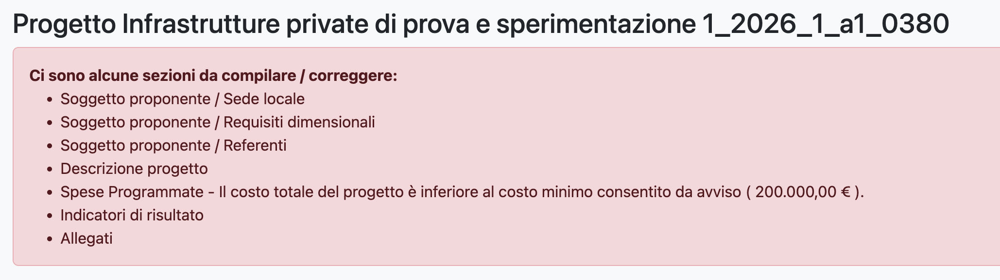 Progetto Infrastrutture private di prova e sperimentazione 1_2026_1_a1_0380
Ci sono alcune sezioni da compilare / correggere:
• Soggetto proponente / Sede locale
• Soggetto proponente / Requisiti dimensionali
• Soggetto proponente / Referenti
• Descrizione progetto
• Spese Programmate - Il costo totale del progetto è inferiore al costo minimo consentito da avviso ( 200.000,00 € ).
• Indicatori di risultato
• Allegati